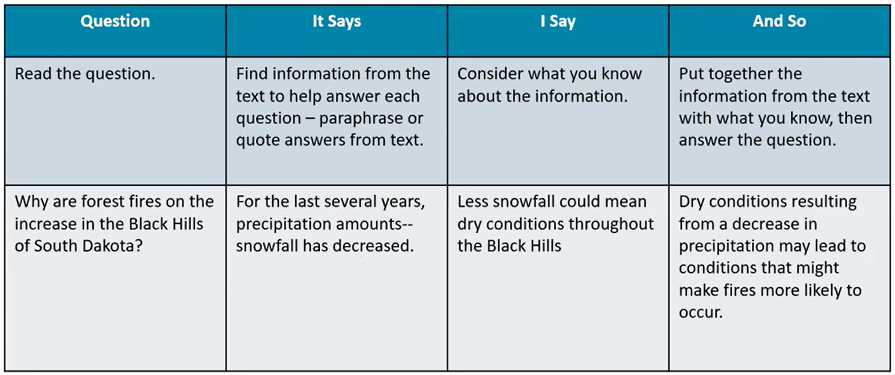 Question
It Says
I Say
And So
Read the question.
Find information from the
text to help answer each
question – paraphrase or
quote answers from text.
Consider what you know
about the information.
Put together the
information from the text
with what you know, then
answer the question.
Why are forest fires on the
increase in the Black Hills
of South Dakota?
For the last several years,
precipitation amounts--
snowfall has decreased.
Less snowfall could mean
dry conditions throughout
the Black Hills
Dry conditions resulting
from a decrease in
precipitation may lead to
conditions that might
make fires more likely to
occur.